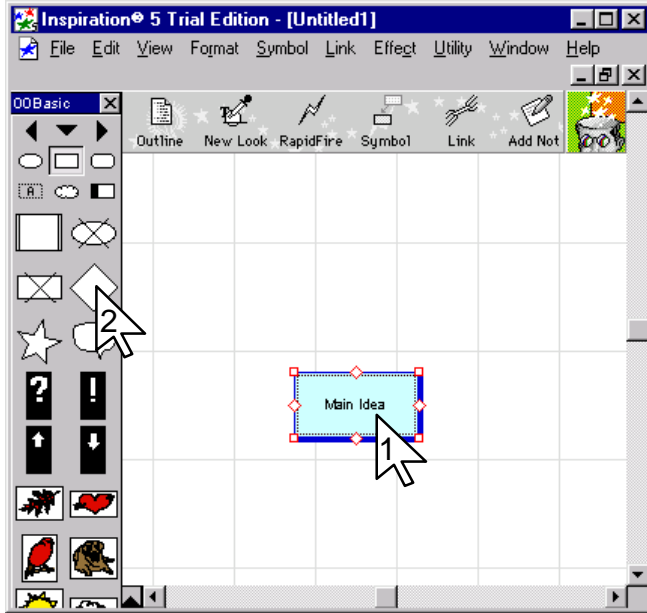 Inspiration® 5 Trial Edition - [Untitled1]
File Edit View Format Symbol Link Effect Utility Window Help
00Basic
Outline New Look RapidFire Symbol Link Add Not
A
2
? !
Main Idea
1